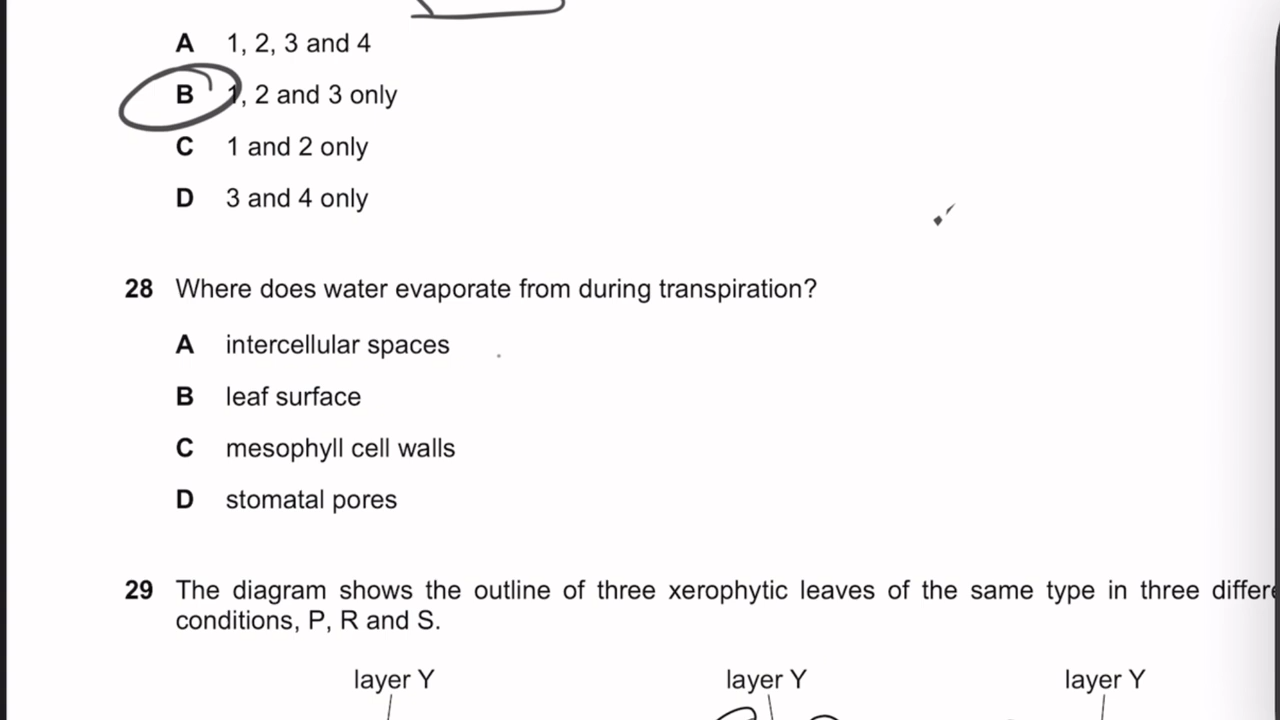 A 1, 2, 3 and 4
B 1, 2 and 3 only
C 1 and 2 only
D 3 and 4 only
28 Where does water evaporate from during transpiration?
A intercellular spaces
B leaf surface
C mesophyll cell walls
D stomatal pores
29 The diagram shows the outline of three xerophytic leaves of the same type in three
conditions, P, R and S.
layer Y layer Y layer Y